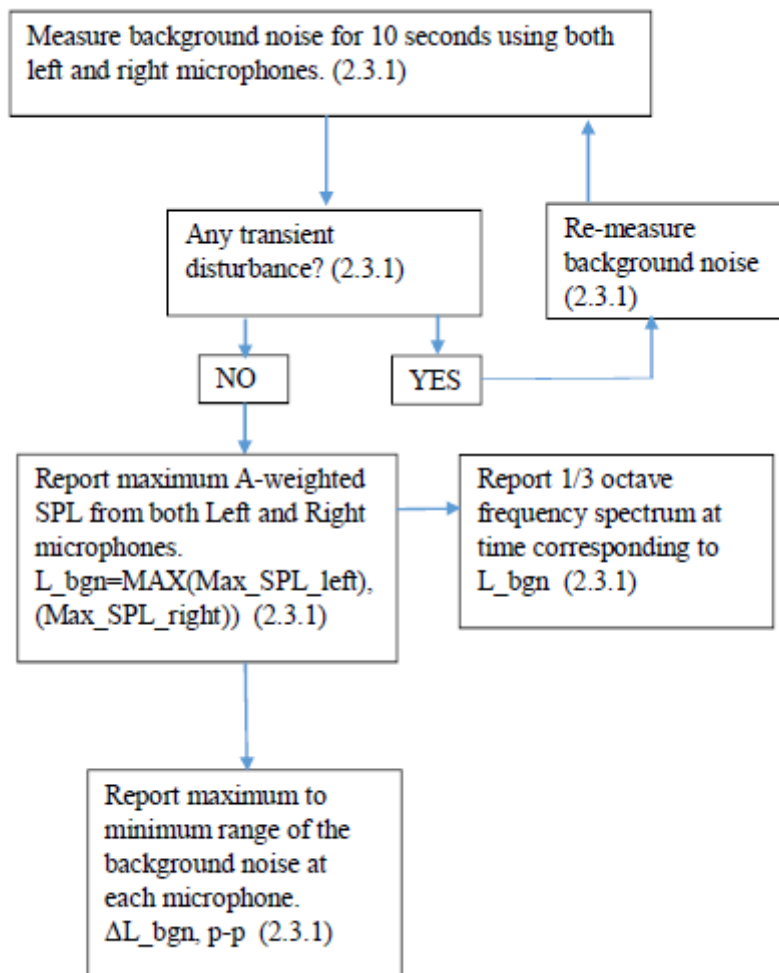 Measure background noise for 10 seconds using both
left and right microphones. (2.3.1)
Any transient
disturbance? (2.3.1)
Re-measure
background noise
(2.3.1)
NO
YES
Report maximum A-weighted
SPL from both Left and Right
microphones.
L_bgn=MAX(Max_SPL_left),
(Max_SPL_right)) (2.3.1)
Report 1/3 octave
frequency spectrum at
time corresponding to
L_bgn (2.3.1)
Report maximum to
minimum range of the
background noise at
each microphone.
ΔL_bgn, p-p (2.3.1)